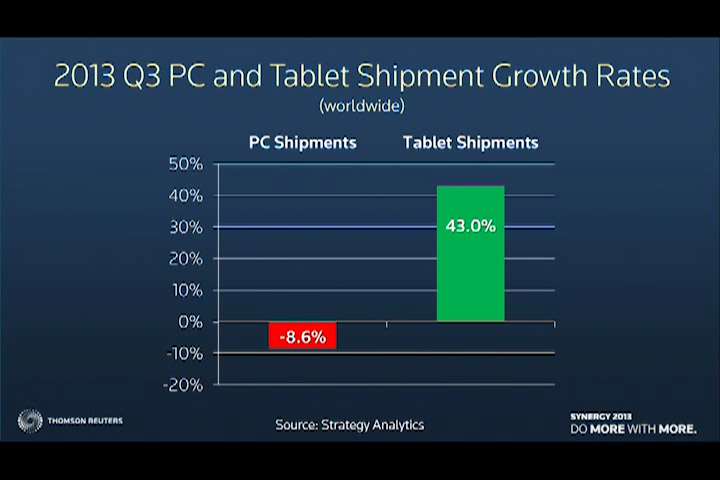 2013 Q3 PC and Tablet Shipment Growth Rates
(worldwide)
PC Shipments Tablet Shipments
50%
40%
30%
20%
10%
0%
-10%
-20%
43.0%
-8.6%
THOMSON REUTERS
Source: Strategy Analytics
SYNERGY 2013
DO MORE WITH MORE.